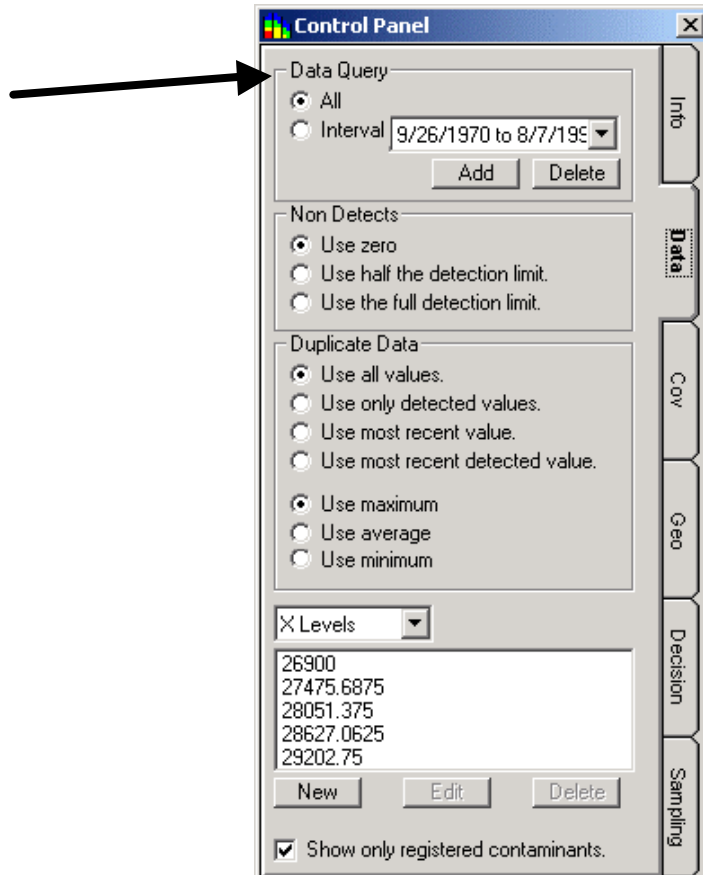 Control Panel
Data Query
All
Interval 9/26/1970 to 8/7/199
Add Delete
Non Detects
Use zero
Use half the detection limit.
Use the full detection limit.
Duplicate Data
Use all values.
Use only detected values.
Use most recent value.
Use most recent detected value.
Use maximum
Use average
Use minimum
X Levels
26900
27475.6875
28051.375
28627.0625
29202.75
New Edit Delete
Show only registered contaminants.
Info
Data
Cov
Geo
Decision
Sampling